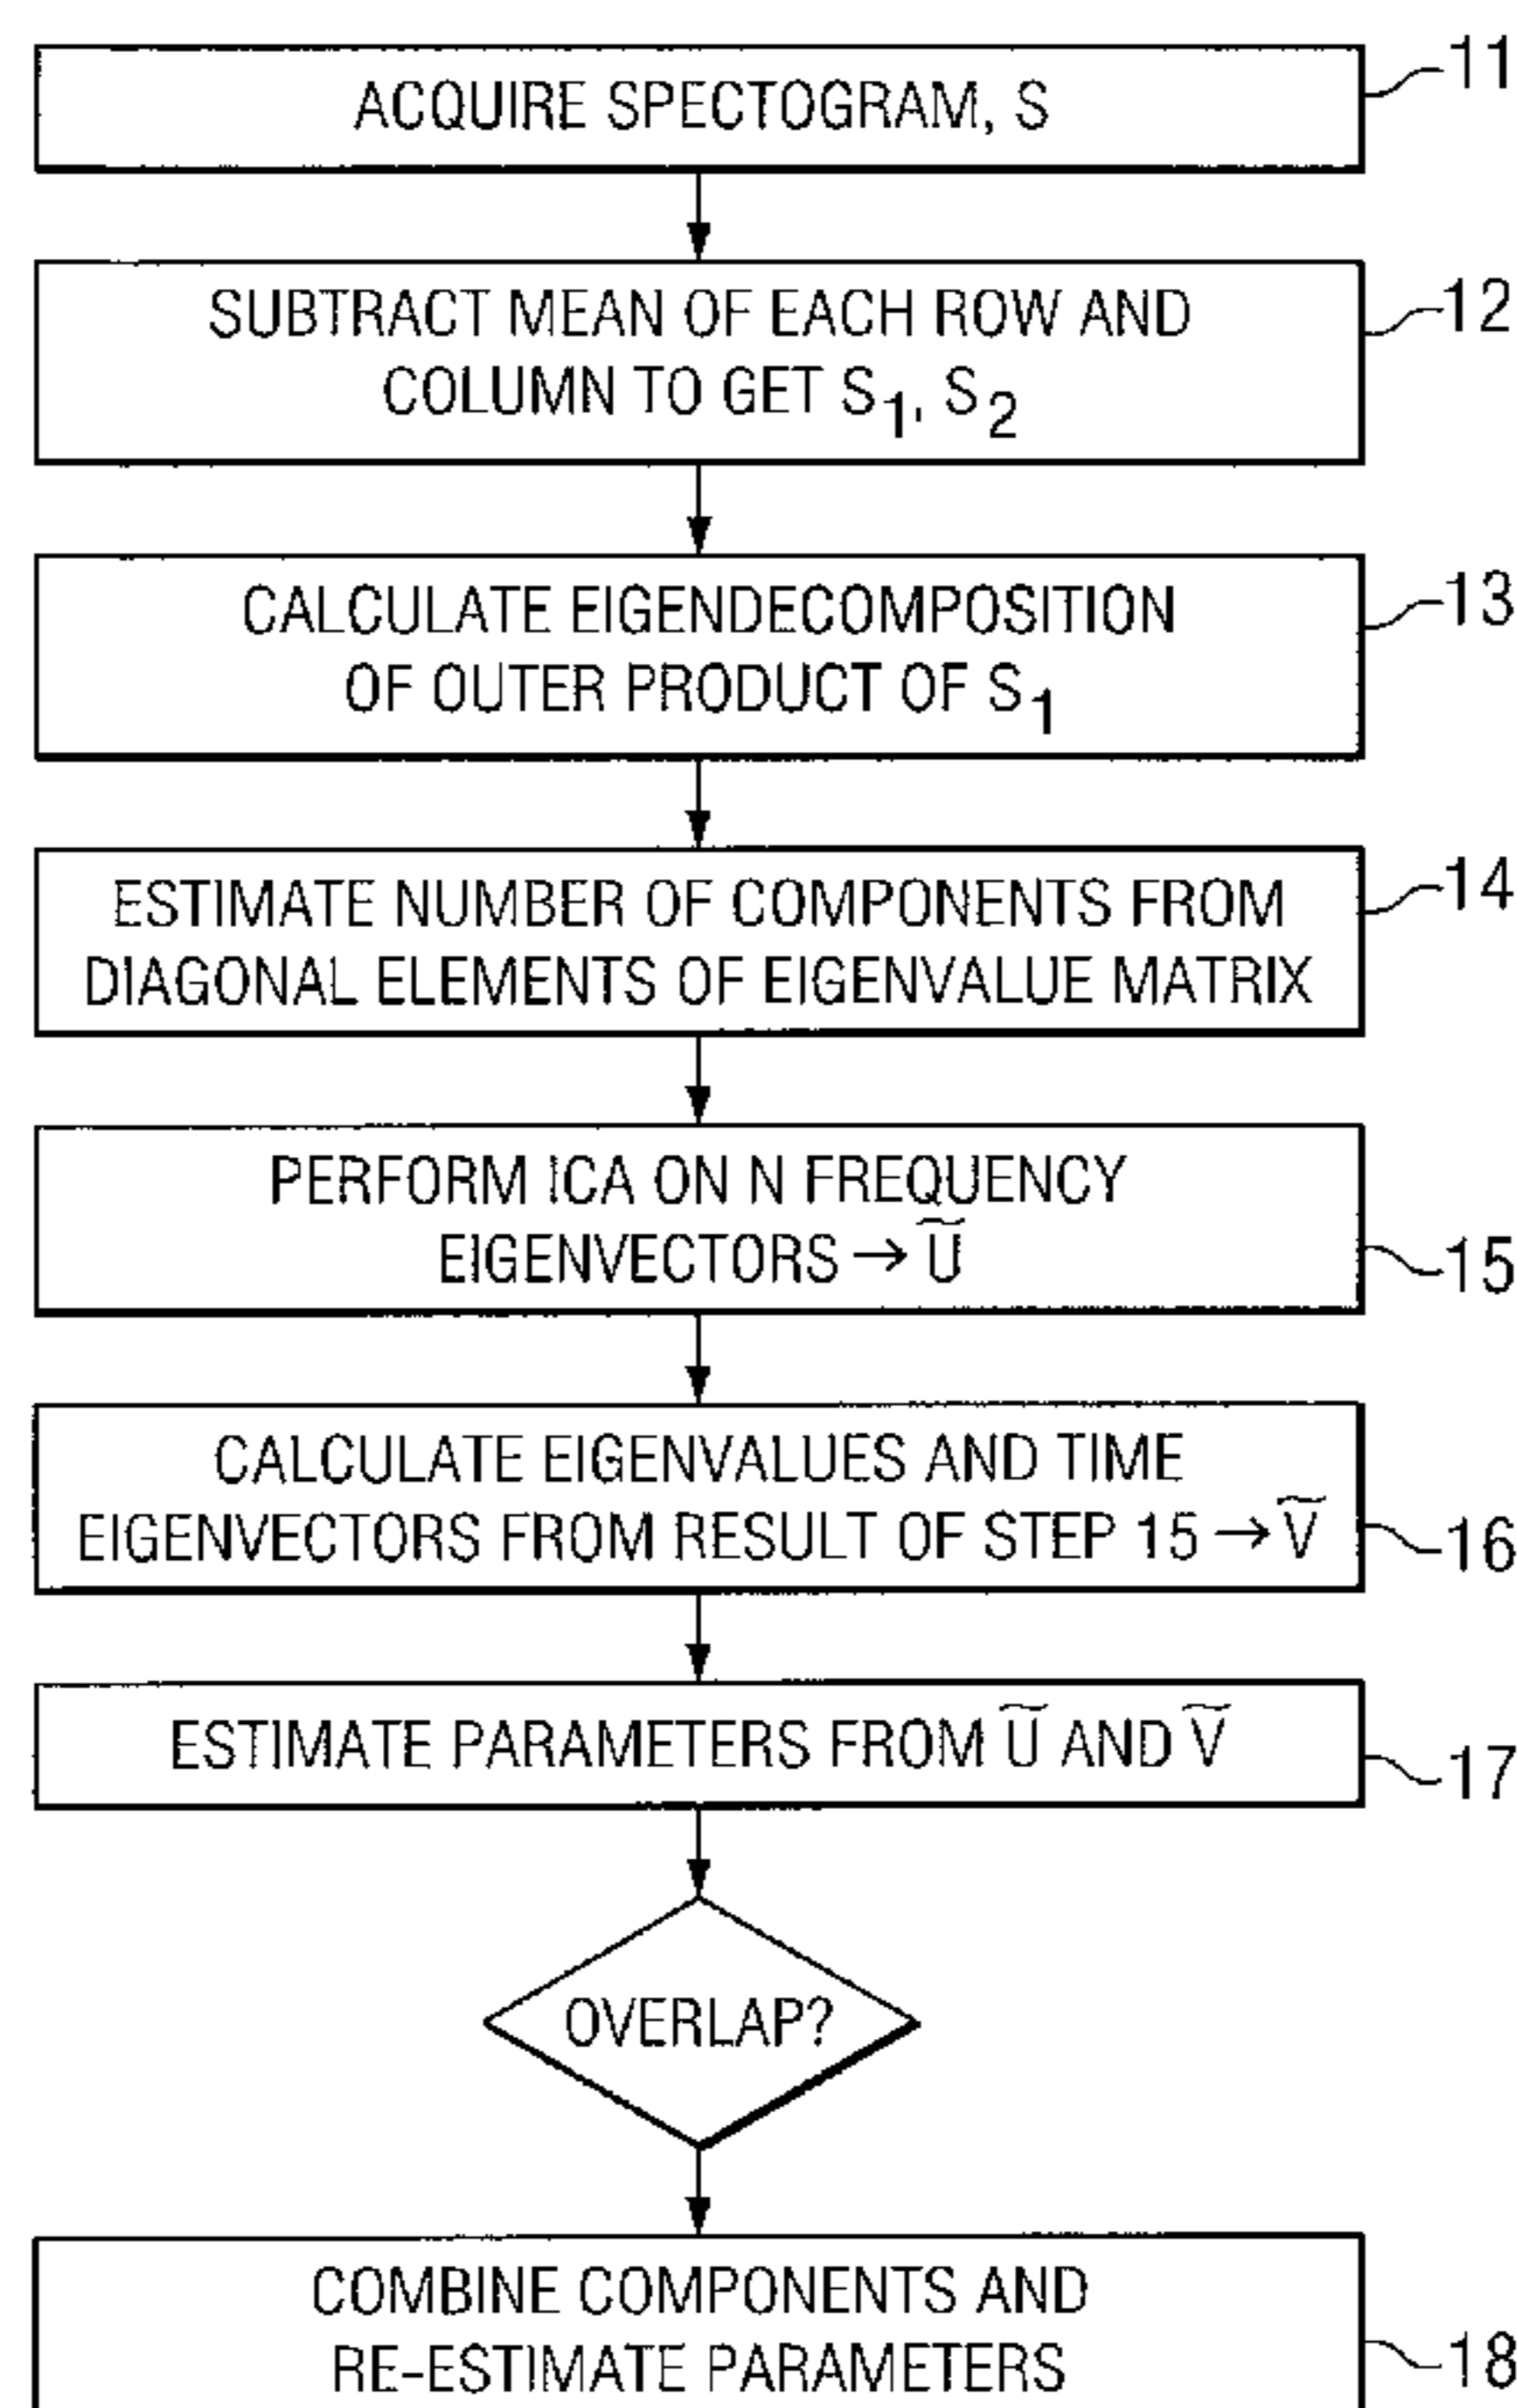 ACQUIRE SPECTOGRAM, S
11
SUBTRACT MEAN OF EACH ROW AND
COLUMN TO GET S1, S2
12
CALCULATE EIGENDECOMPOSITION
OF OUTER PRODUCT OF S1
13
ESTIMATE NUMBER OF COMPONENTS FROM
DIAGONAL ELEMENTS OF EIGENVALUE MATRIX
14
PERFORM ICA ON N FREQUENCY
EIGENVECTORS → Ũ
15
CALCULATE EIGENVALUES AND TIME
EIGENVECTORS FROM RESULT OF STEP 15 → Ṽ
16
ESTIMATE PARAMETERS FROM Ũ AND Ṽ
17
OVERLAP?
COMBINE COMPONENTS AND
RE-ESTIMATE PARAMETERS
18